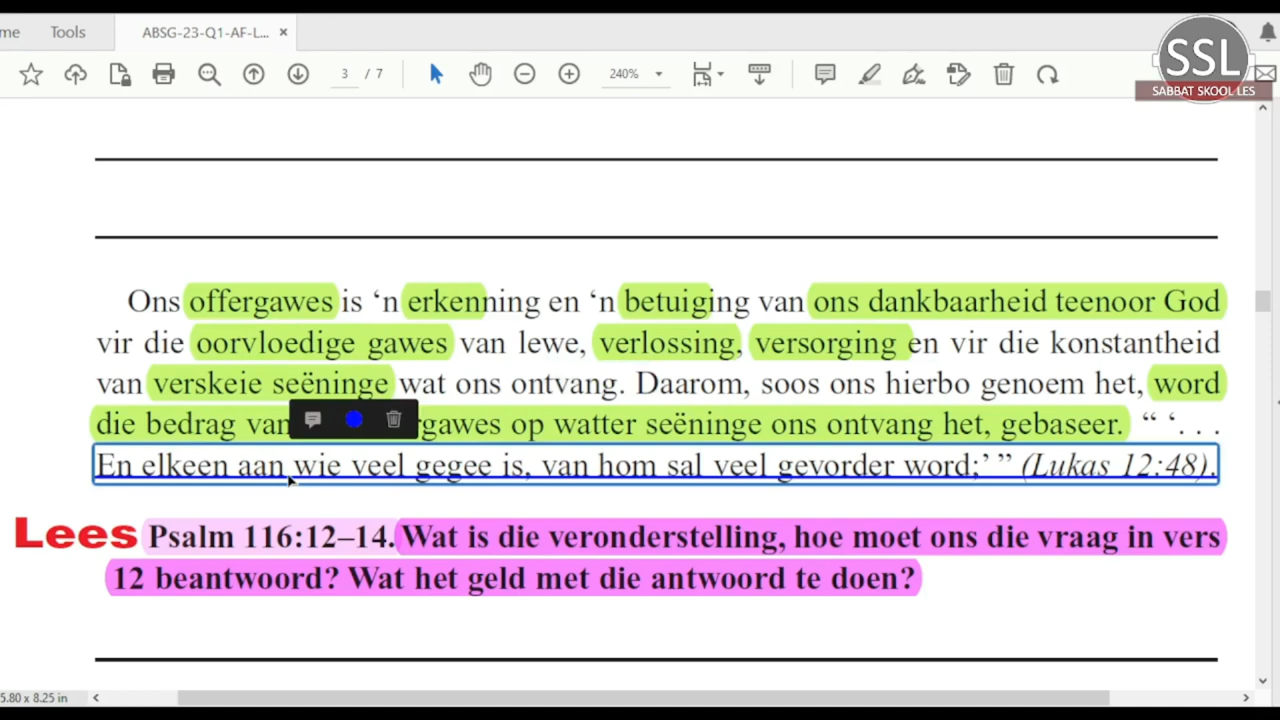 me Tools ABSG-23-Q1-AF-L... ×
SSL
SABBAT SKOOL LES
3 / 7 240%
Ons offergawes is ‘n erkenning en ‘n betuiging van ons dankbaarheid teenoor God
vir die oorvloedige gawes van lewe, verlossing, versorging en vir die konstantheid
van verskeie seëninge wat ons ontvang. Daarom, soos ons hierbo genoem het, word
die bedrag van gawes op watter seëninge ons ontvang het, gebaseer. “ ‘. . .
En elkeen aan wie veel gegee is, van hom sal veel gevorder word;’ ” (Lukas 12:48).
Lees Psalm 116:12–14. Wat is die veronderstelling, hoe moet ons die vraag in vers
12 beantwoord? Wat het geld met die antwoord te doen?
5.80 x 8.25 in